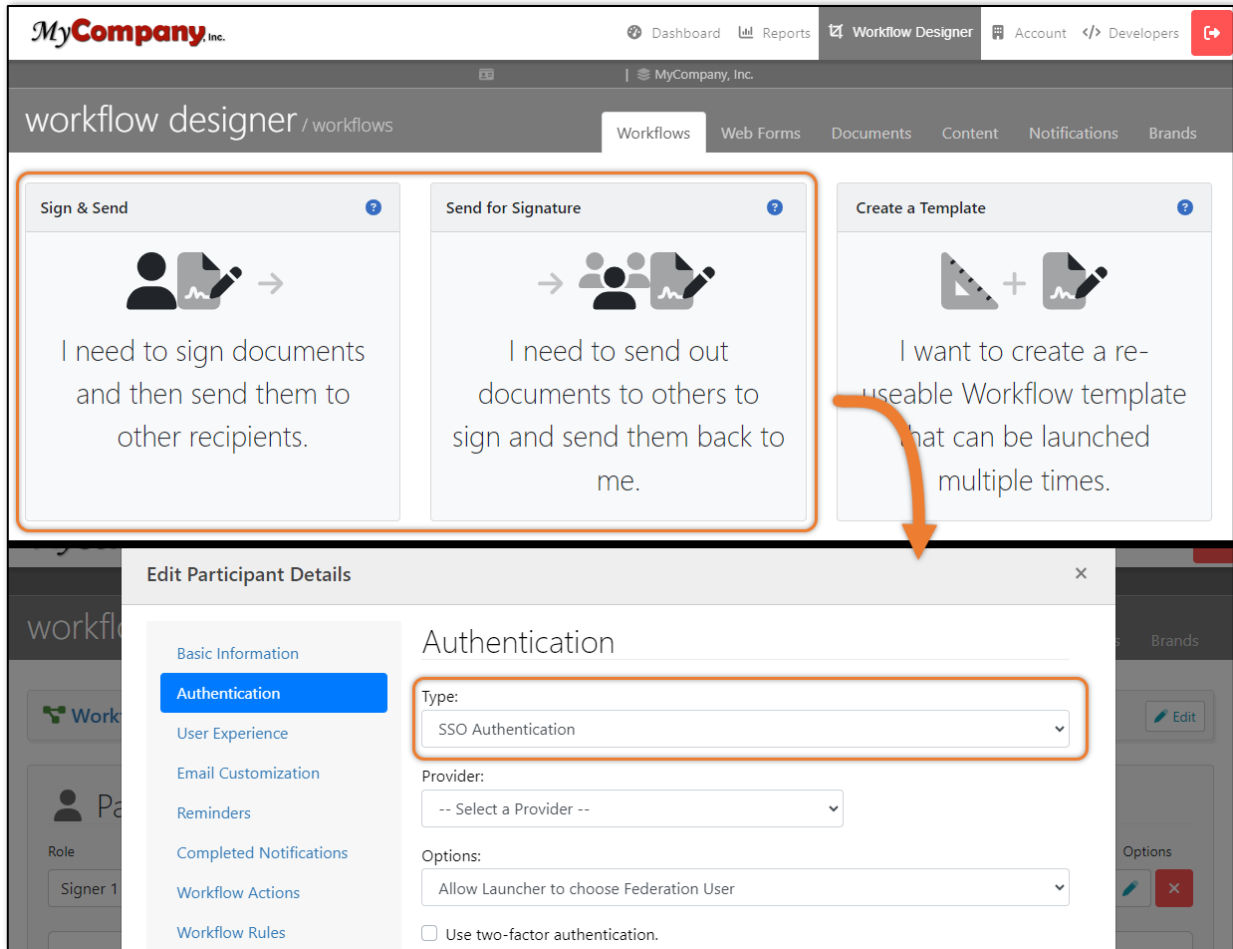 MyCompany, Inc.
Dashboard Reports Workflow Designer Account </> Developers
MyCompany, Inc.
workflow designer / workflows
Workflows Web Forms Documents Content Notifications Brands
Sign & Send
I need to sign documents
and then send them to
other recipients.
Send for Signature
I need to send out
documents to others to
sign and send them back to
me.
Create a Template
I want to create a re-
useable Workflow template
that can be launched
multiple times.
Edit Participant Details ×
workflo
Brands
Work
Edit
Pa
Role
Signer 1
Options
Basic Information
Authentication
User Experience
Email Customization
Reminders
Completed Notifications
Workflow Actions
Workflow Rules
Authentication
Type:
SSO Authentication
Provider:
-- Select a Provider --
Options:
Allow Launcher to choose Federation User
Use two-factor authentication.